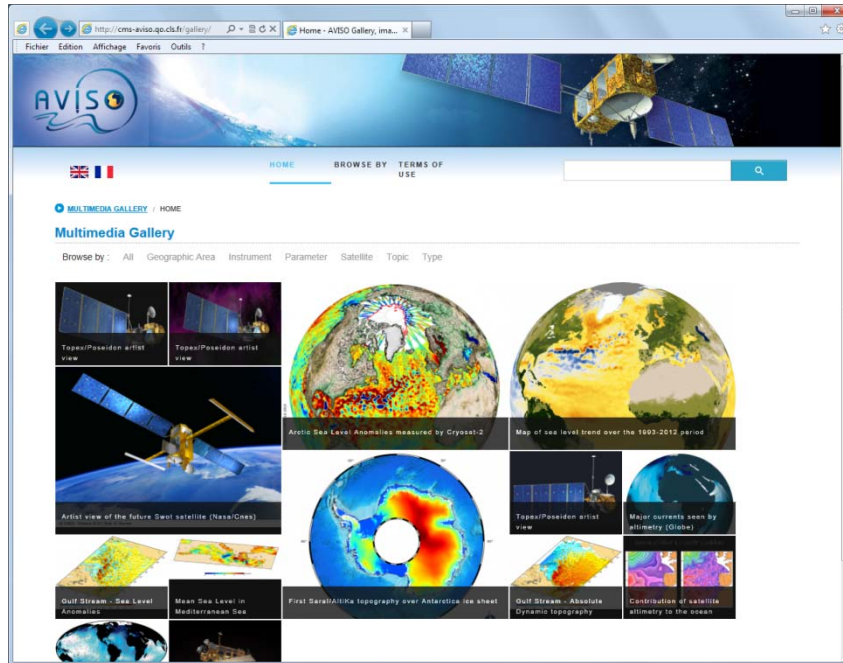 http://cms-aviso.qo.cls.fr/gallery/
Home - AVISO Gallery, ima...
Fichier Edition Affichage Favoris Outils ?
AVISO
HOME
BROWSE BY
TERMS OF
USE
MULTIMEDIA GALLERY / HOME
Multimedia Gallery
Browse by : All Geographic Area Instrument Parameter Satellite Topic Type
Topex/Poseidon artist
view
Topex/Poseidon artist
view
Arctic Sea Level Anomalies measured by Cryosat-2
Map of sea level trend over the 1993-2012 period
Artist view of the future Swot satellite (Nasa/Cnes)
Topex/Poseidon artist
view
Major currents seen by
altimetry (Globe)
Gulf Stream - Sea Level
Anomalies
Mean Sea Level in
Mediterranean Sea
First Saral/AltiKa topography over Antarctica ice sheet
Gulf Stream - Absolute
Dynamic topography
Contribution of satellite
altimetry to the ocean